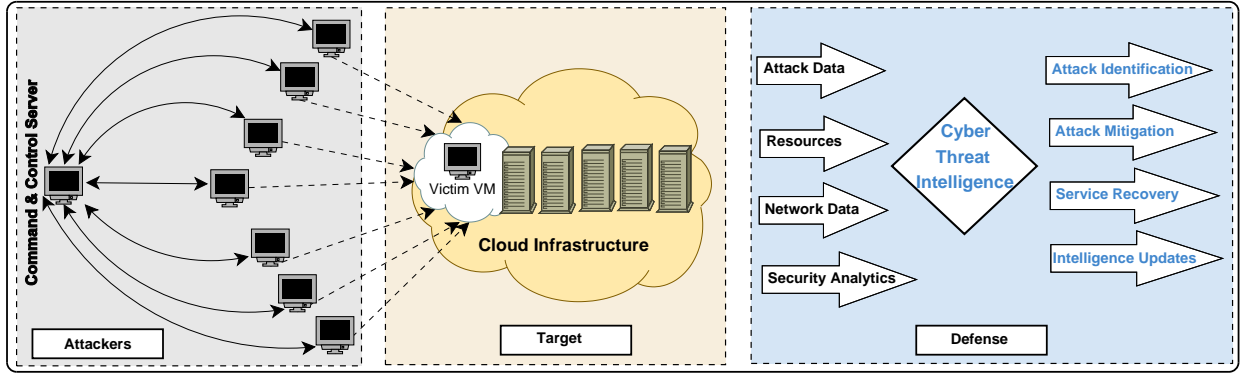 Command & Control Server
Attackers
Victim VM
Cloud Infrastructure
Target
Attack Data
Resources
Network Data
Security Analytics
Cyber
Threat
Intelligence
Attack Identification
Attack Mitigation
Service Recovery
Intelligence Updates
Defense